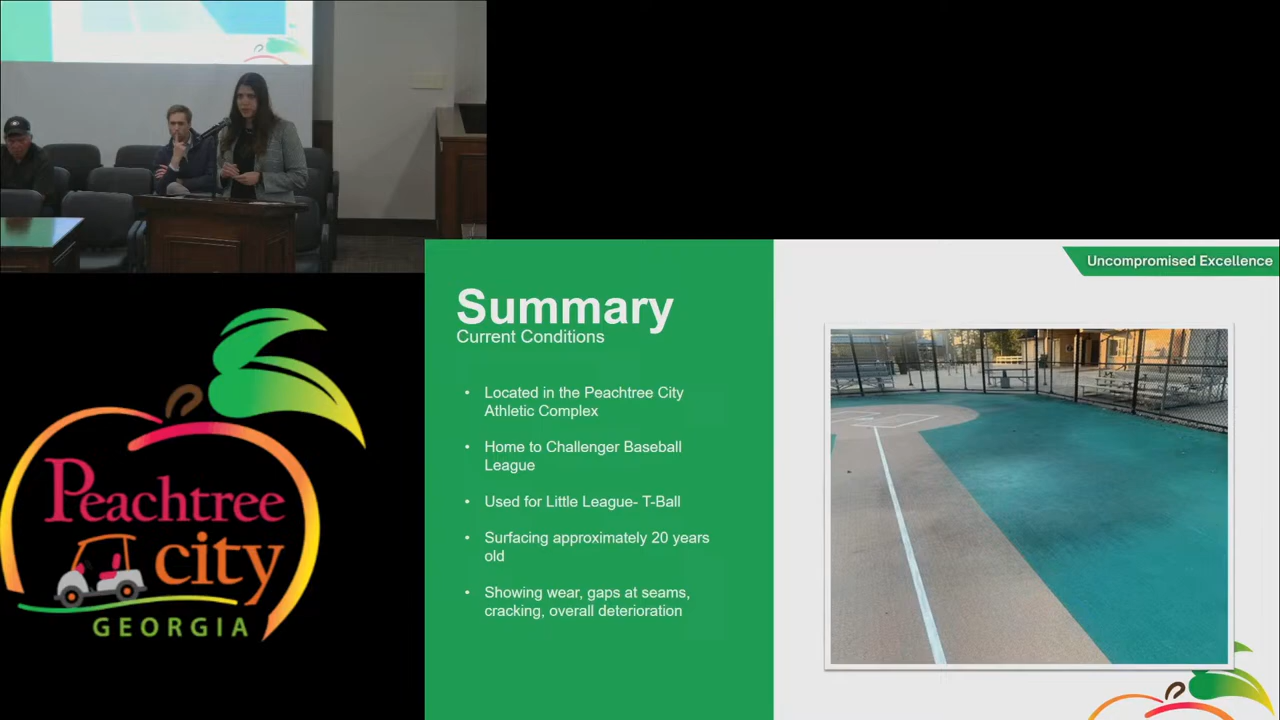 Uncompromised Excellence
Summary
Current Conditions
• Located in the Peachtree City
Athletic Complex
• Home to Challenger Baseball
League
• Used for Little League- T-Ball
• Surfacing approximately 20 years
old
• Showing wear, gaps at seams,
cracking, overall deterioration
Peachtree
city
GEORGIA